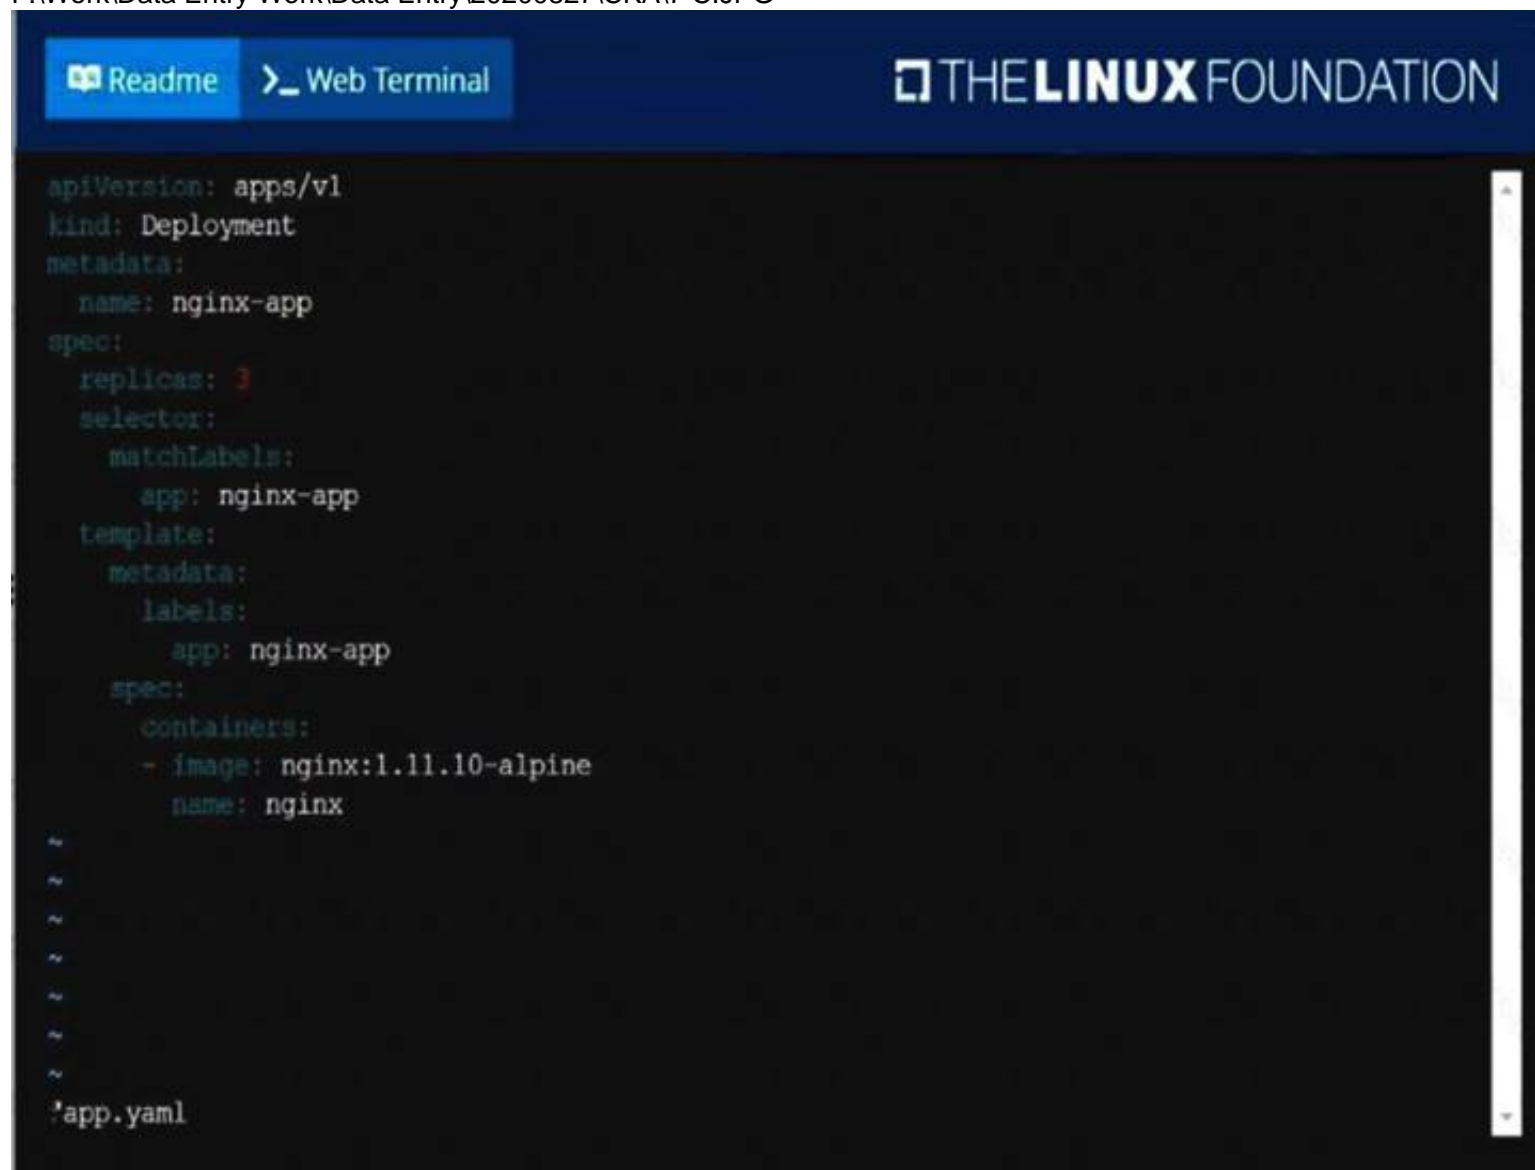 Readme >_ Web Terminal THE LINUX FOUNDATION
apiVersion: apps/v1
kind: Deployment
metadata:
  name: nginx-app
spec:
  replicas: 3
  selector:
    matchLabels:
      app: nginx-app
  template:
    metadata:
      labels:
        app: nginx-app
    spec:
      containers:
      - image: nginx:1.11.10-alpine
        name: nginx
~
~
~
~
~
~
~
app.yaml